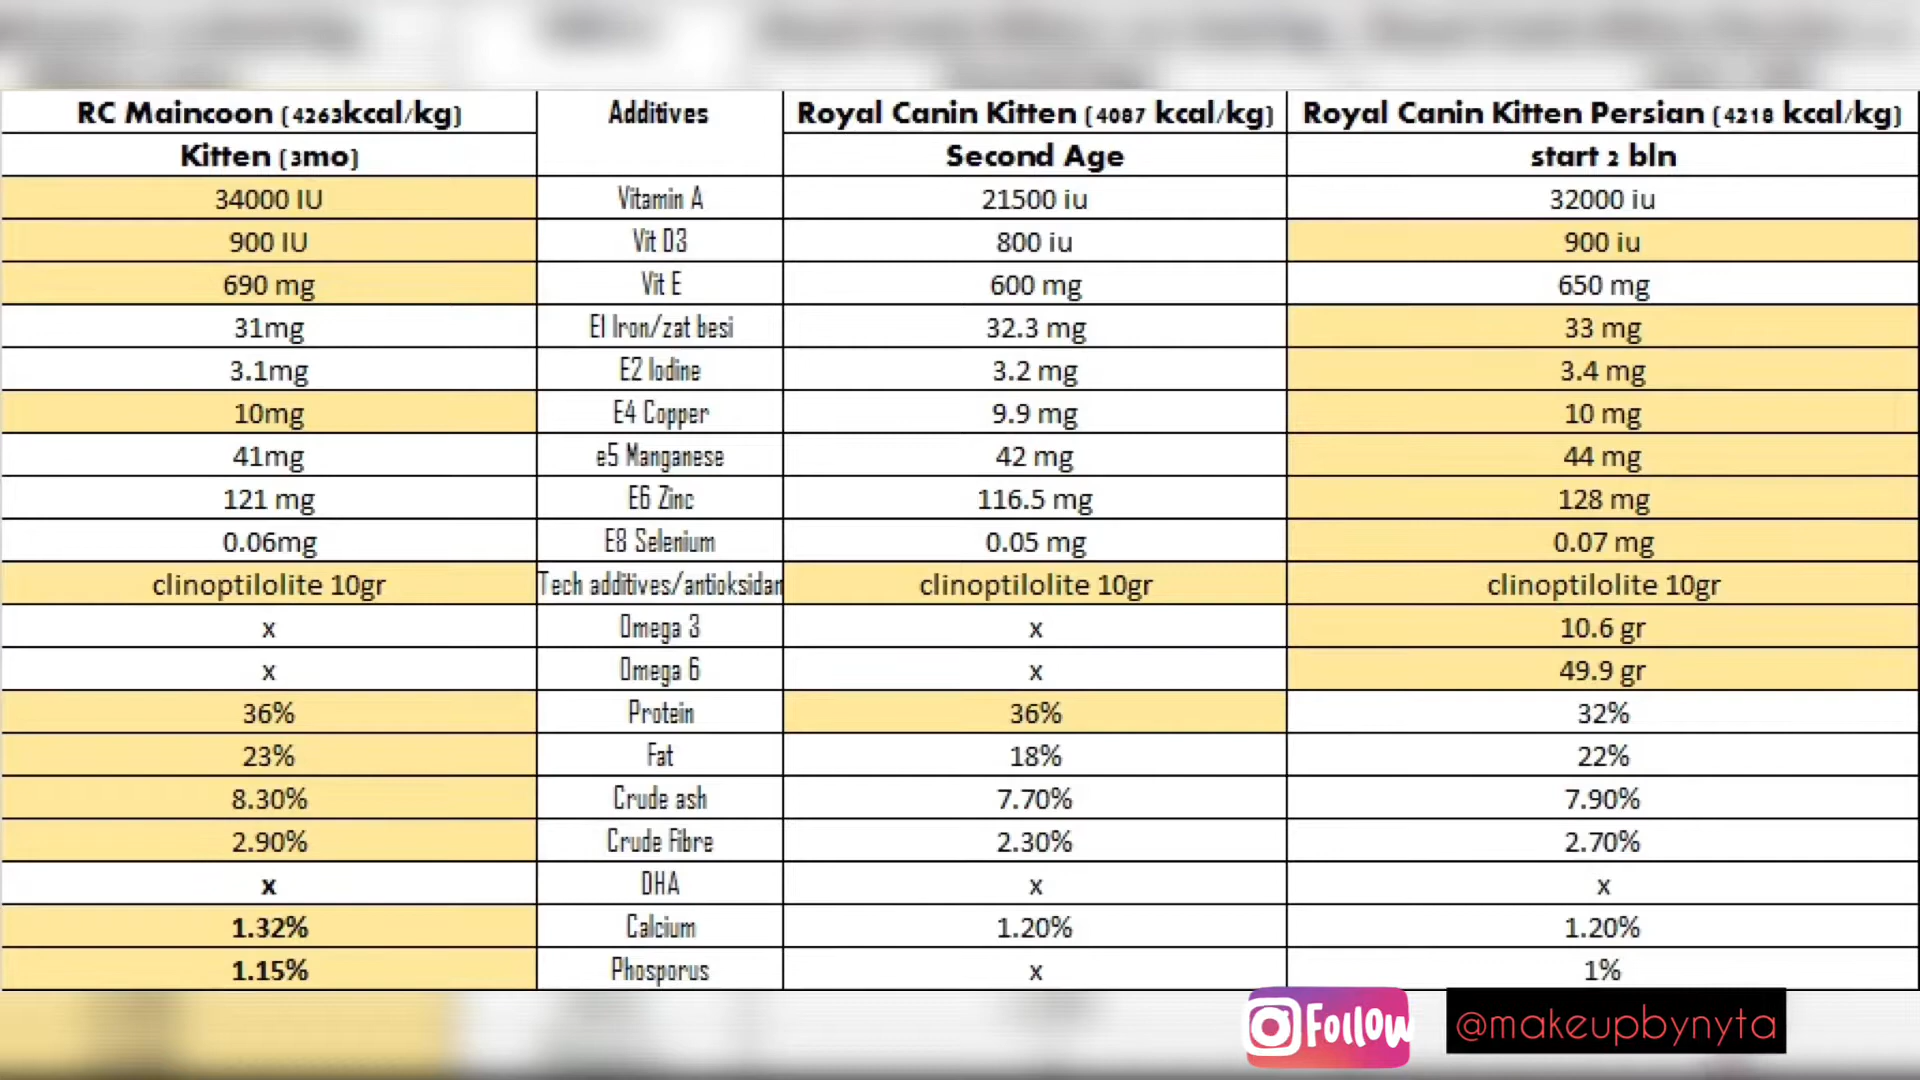 RC Maincoon (4263kcal/kg) Additives Royal Canin Kitten (4087 kcal/kg) Royal Canin Kitten Persian (4218 kcal/kg)
Kitten (3mo) Second Age start 2 bln
34000 IU Vitamin A 21500 iu 32000 iu
900 IU Vit D3 800 iu 900 iu
690 mg Vit E 600 mg 650 mg
31mg E1 Iron/zat besi 32.3 mg 33 mg
3.1mg E2 Iodine 3.2 mg 3.4 mg
10mg E4 Copper 9.9 mg 10 mg
41mg e5 Manganese 42 mg 44 mg
121 mg E6 Zinc 116.5 mg 128 mg
0.06mg E8 Selenium 0.05 mg 0.07 mg
clinoptilolite 10gr Tech additives/antioksidan clinoptilolite 10gr clinoptilolite 10gr
x Omega 3 x 10.6 gr
x Omega 6 x 49.9 gr
36% Protein 36% 32%
23% Fat 18% 22%
8.30% Crude ash 7.70% 7.90%
2.90% Crude Fibre 2.30% 2.70%
x DHA x x
1.32% Calcium 1.20% 1.20%
1.15% Phosporus x 1%
Follow @makeupbynyta